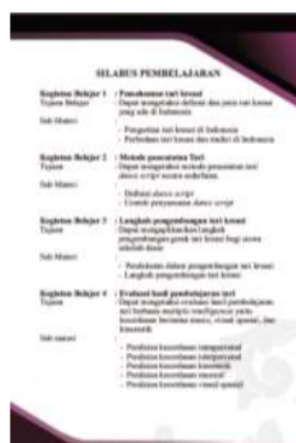 SILABUS PEMBELAJARAN
Kegiatan Belajar 1 : Pemahaman tari kreasi
Tujuan Belajar : Dapat mengetahui definisi dan jenis tari kreasi
yang ada di Indonesia
Sub Materi :
- Pengertian tari kreasi di Indonesia
- Perbedaan tari kreasi dan tradisi di Indonesia
Kegiatan Belajar 2 : Metode pencatatan Tari
Tujuan : Dapat mengetahui metode pencatatan tari/
dance script secara sederhana.
Sub Materi :
- Definisi dance script
- Contoh penyusunan dance script
Kegiatan Belajar 3 : Langkah pengembangan tari kreasi
Tujuan : Dapat mengaplikasikan langkah
pengembangan gerak tari kreasi bagi siswa
sekolah dasar
Sub Materi :
- Pendekatan dalam pengembangan tari kreasi
- Langkah pengembangan tari kreasi
Kegiatan Belajar 4 : Evaluasi hasil pembelajaran tari
Tujuan : Dapat mengetahui evaluasi hasil pembelajaran
tari berbasis multiple intelligences yaitu
kecerdasan berirama musik, visual spasial, dan
kinestetik
Sub materi :
- Penilaian kecerdasan intrapersonal
- Penilaian kecerdasan interpersonal
- Penilaian kecerdasan kinestetik
- Penilaian kecerdasan musical
- Penilaian kecerdasan visual spasial